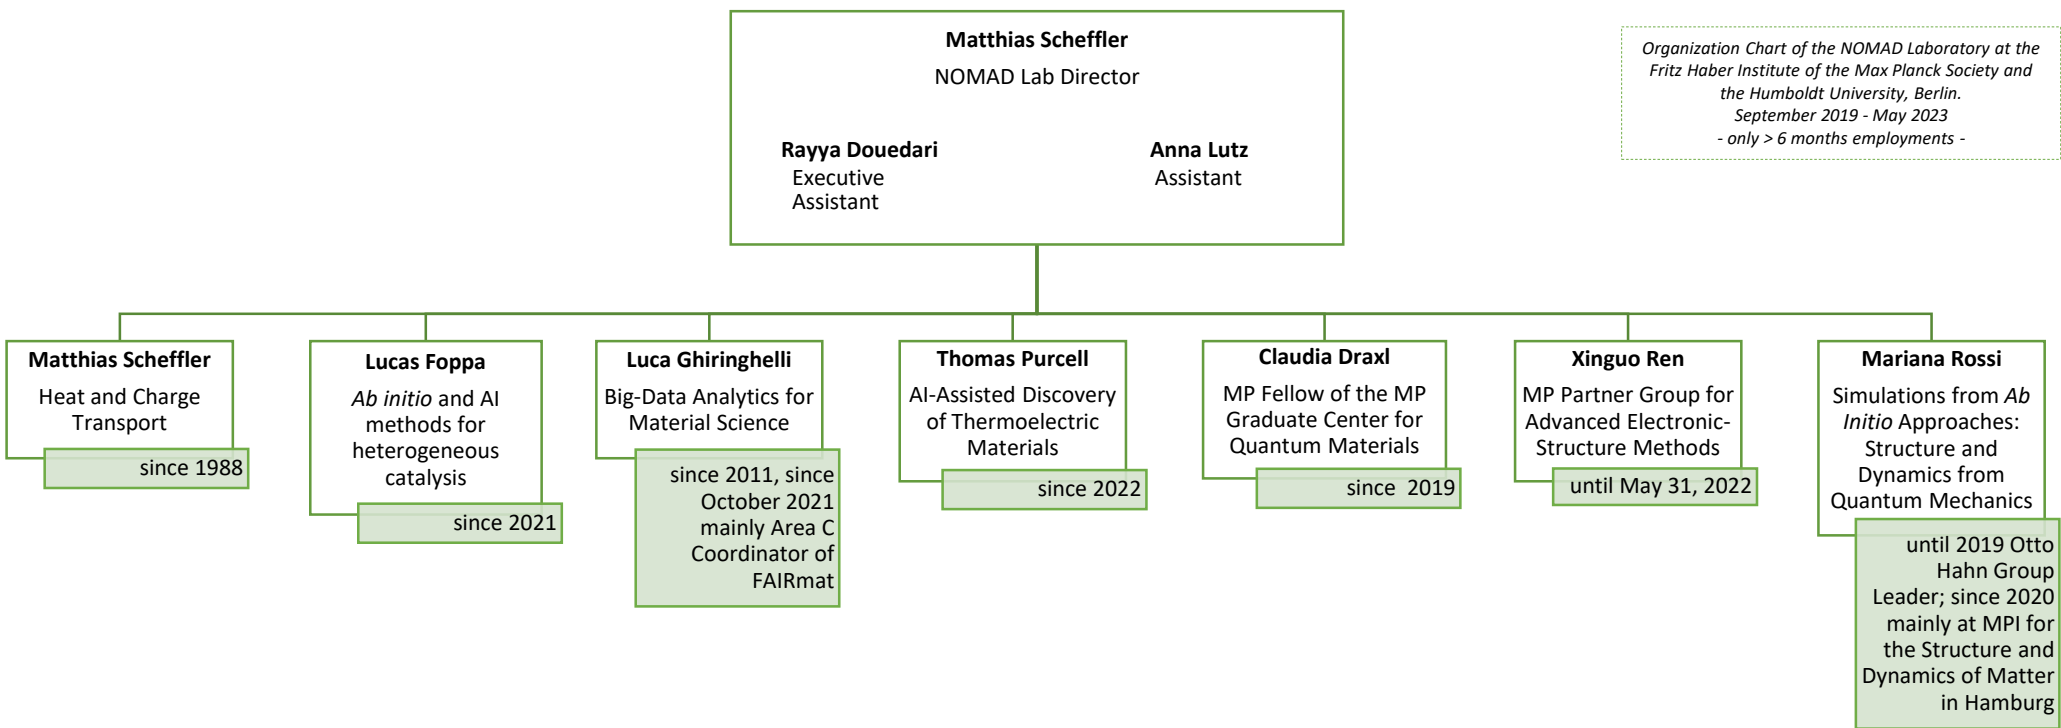 Matthias Scheffler
NOMAD Lab Director
Rayya Douedari
Executive
Assistant
Anna Lutz
Assistant
Organization Chart of the NOMAD Laboratory at the
Fritz Haber Institute of the Max Planck Society and
the Humboldt University, Berlin.
September 2019 - May 2023
- only > 6 months employments -
Matthias Scheffler
Heat and Charge
Transport
since 1988
Lucas Foppa
Ab initio and AI
methods for
heterogeneous
catalysis
since 2021
Luca Ghiringhelli
Big-Data Analytics for
Material Science
since 2011, since
October 2021
mainly Area C
Coordinator of
FAIRmat
Thomas Purcell
AI-Assisted Discovery
of Thermoelectric
Materials
since 2022
Claudia Draxl
MP Fellow of the MP
Graduate Center for
Quantum Materials
since 2019
Xinguo Ren
MP Partner Group for
Advanced Electronic-
Structure Methods
until May 31, 2022
Mariana Rossi
Simulations from Ab
Initio Approaches:
Structure and
Dynamics from
Quantum Mechanics
until 2019 Otto
Hahn Group
Leader; since 2020
mainly at MPI for
the Structure and
Dynamics of Matter
in Hamburg